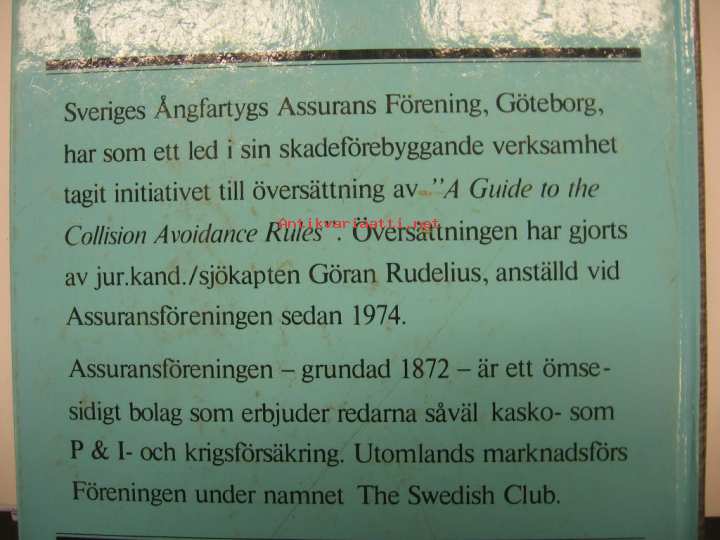 Sveriges Ångfartygs Assurans Förening, Göteborg,
har som ett led i sin skadeförebyggande verksamhet
tagit initiativet till översättning av ”A Guide to the
Antikvariaatti.net
Collision Avoidance Rules”. Översättningen har gjorts
av jur.kand./sjökapten Göran Rudelius, anställd vid
Assuransföreningen sedan 1974.
Assuransföreningen – grundad 1872 – är ett ömse-
sidigt bolag som erbjuder redarna såväl kasko- som
P & I- och krigsförsäkring. Utomlands marknadsförs
Föreningen under namnet The Swedish Club.